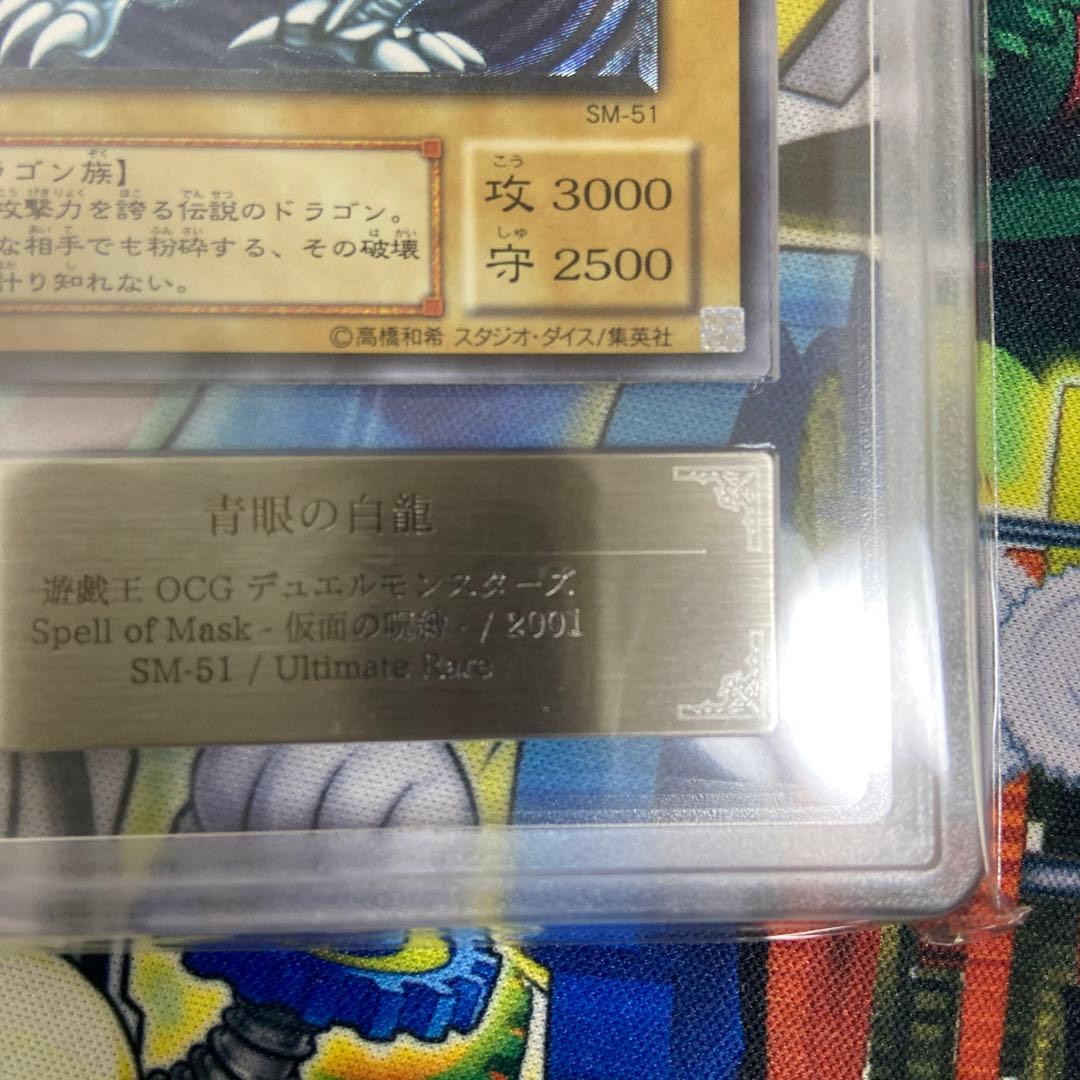 SM-51
ラゴン族】
攻撃力を誇る伝説のドラゴン。
な相手でも粉砕する、その破壊
計り知れない。
こう
攻 3000
しゅ
守 2500
©高橋和希 スタジオ・ダイス/集英社
青眼の白龍
遊戯王 OCG デュエルモンスターズ
Spell of Mask - 仮面の呪縛 - / 2001
SM-51 / Ultimate Rare